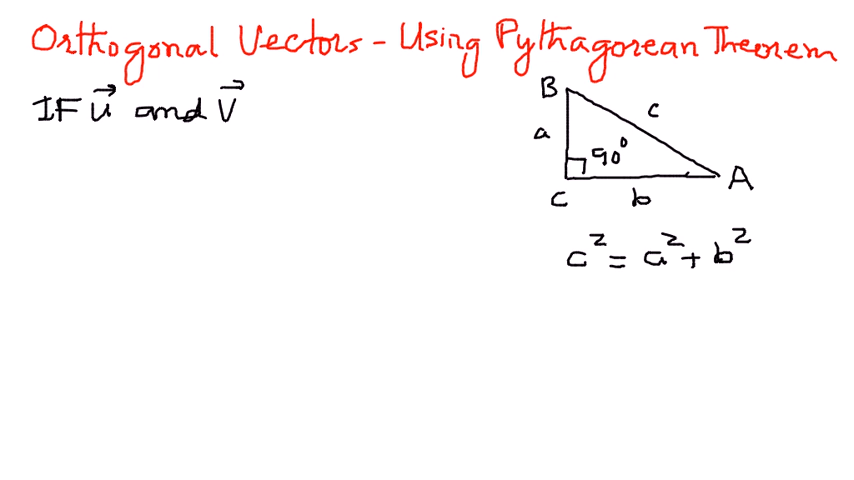 Orthogonal Vectors - Using Pythagorean Theorem
IF u⃗ and v⃗
B
c
a
90°
A
C
b
c² = a² + b²